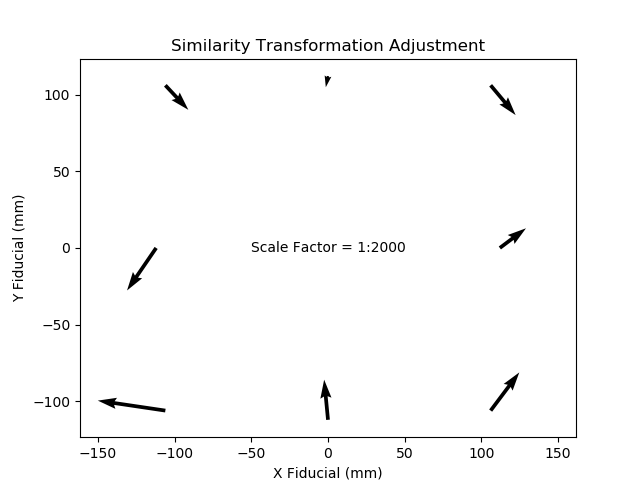 Similarity Transformation Adjustment
100
50
0
−50
−100
Y Fiducial (mm)
Scale Factor = 1:2000
−150 −100 −50 0 50 100 150
X Fiducial (mm)